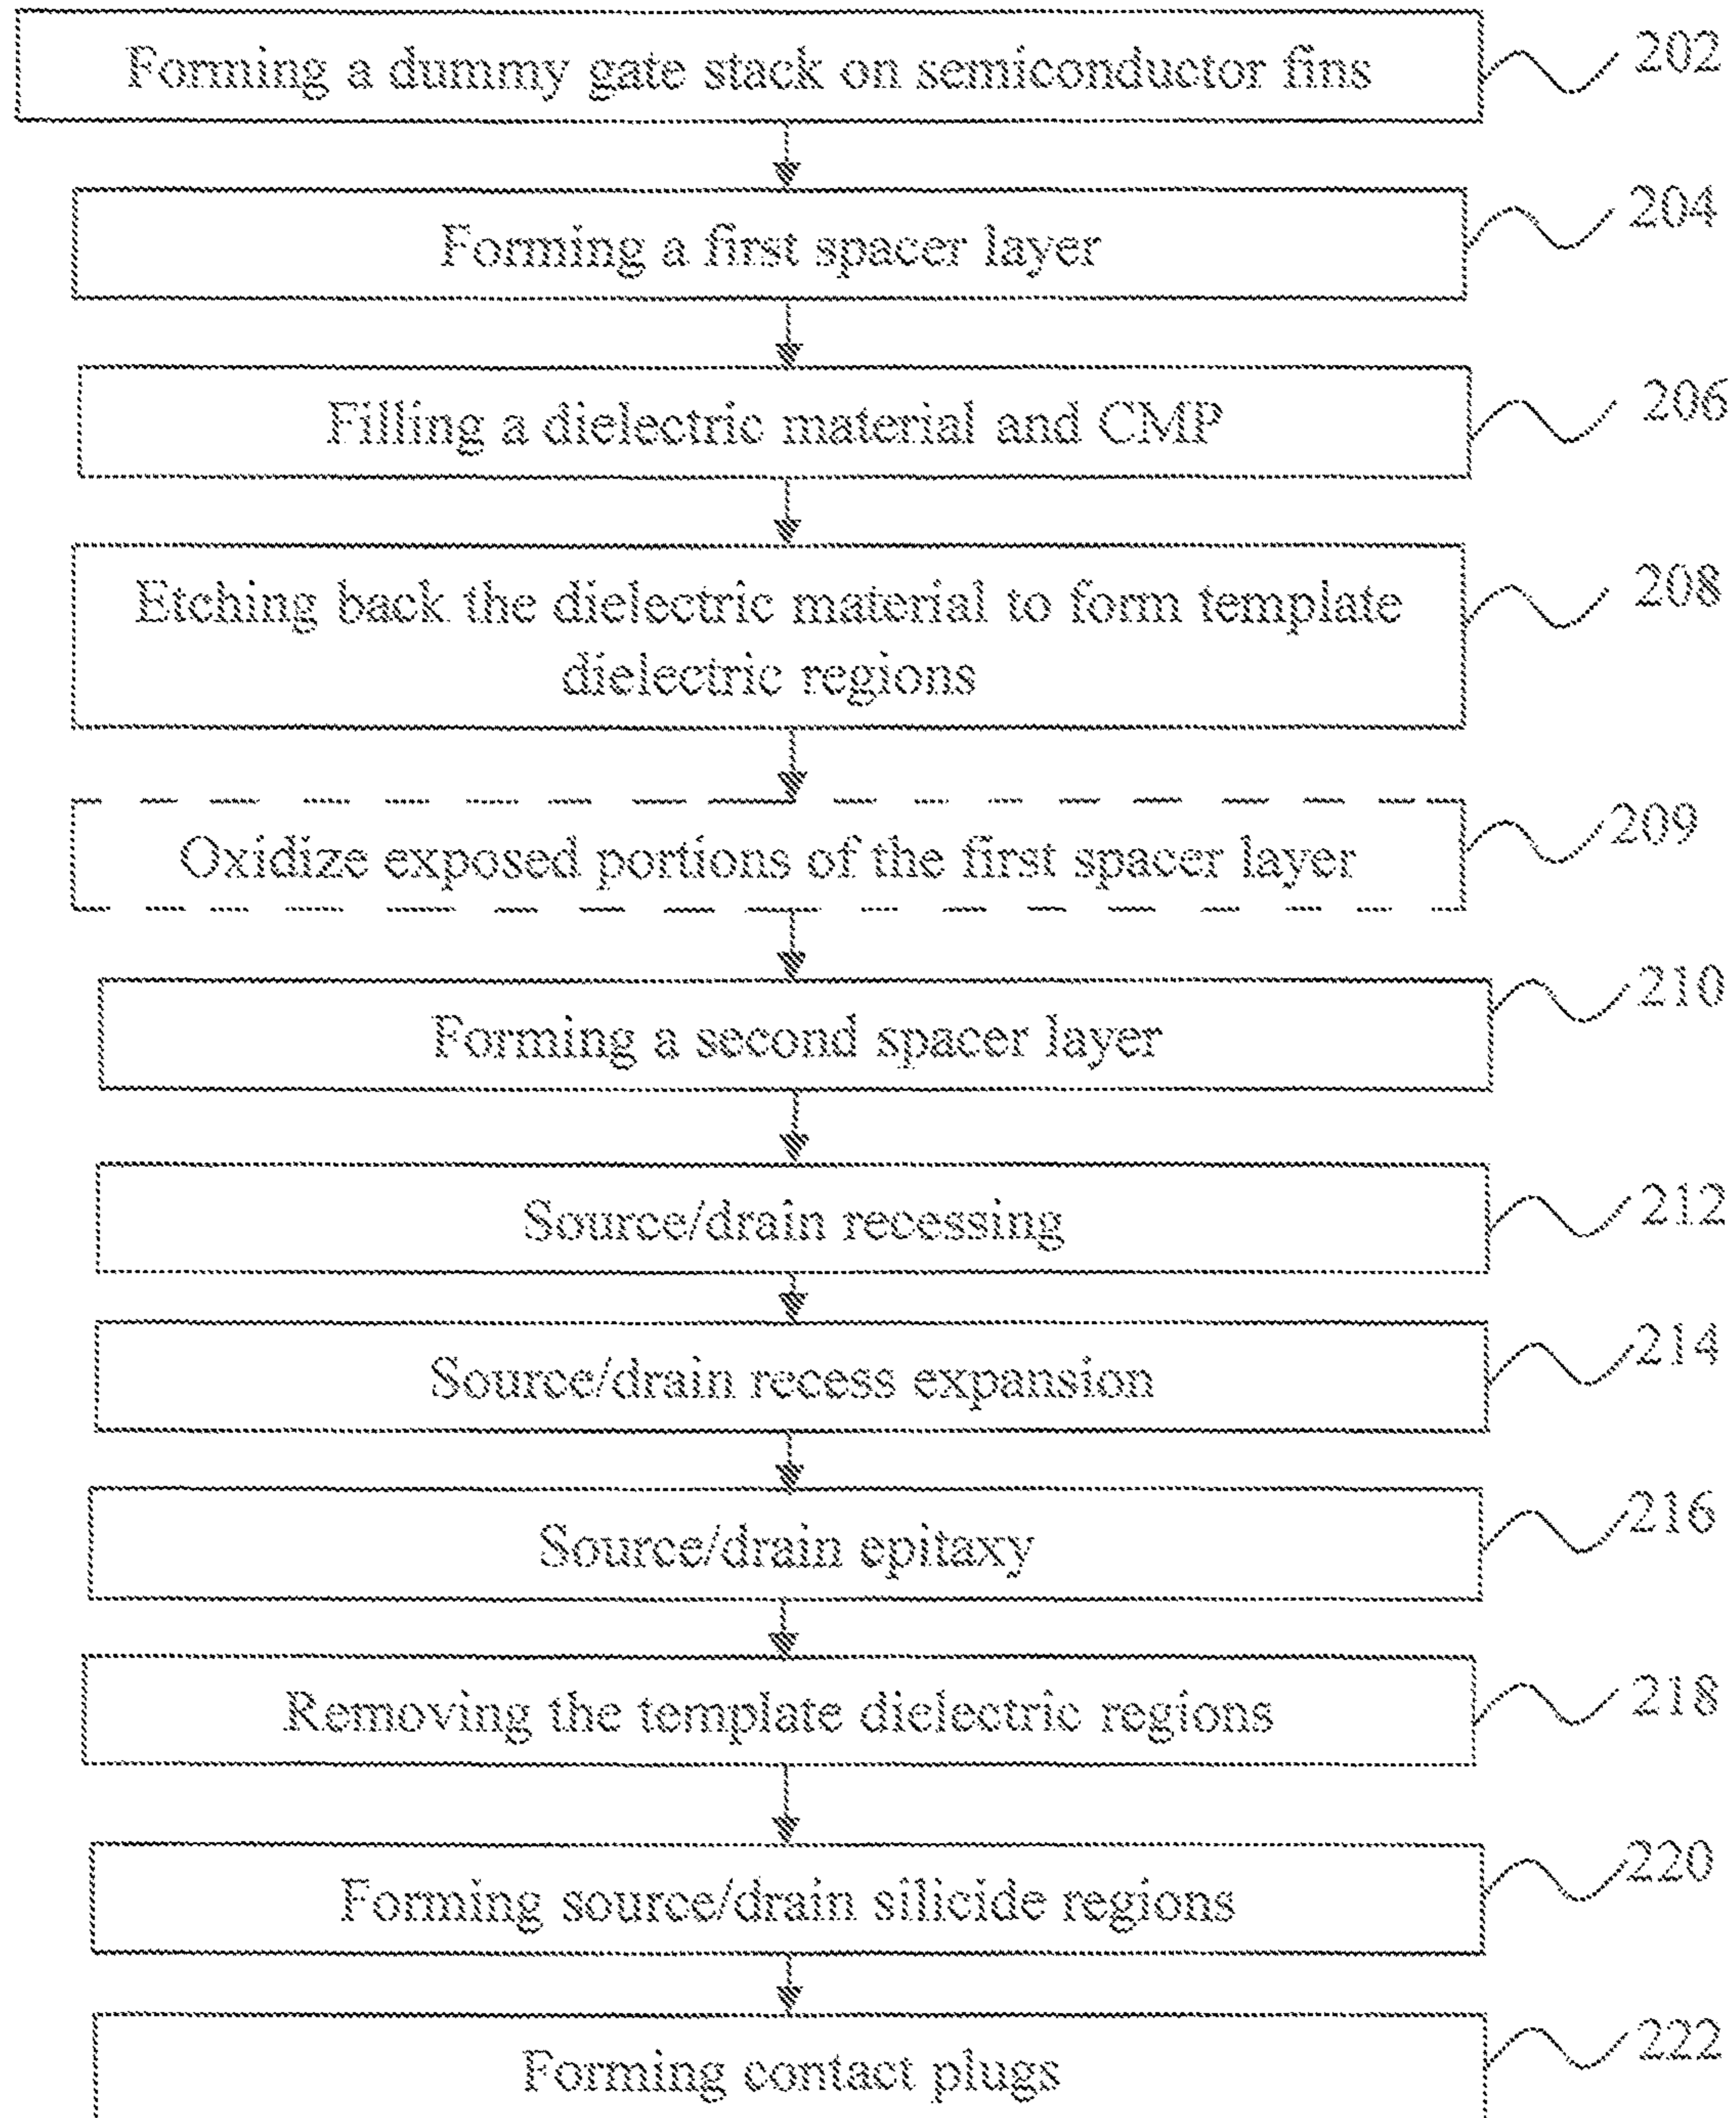 Forming a dummy gate stack on semiconductor fins 202
Forming a first spacer layer 204
Filling a dielectric material and CMP 206
Etching back the dielectric material to form template 208
dielectric regions
Oxidize exposed portions of the first spacer layer 209
Forming a second spacer layer 210
Source/drain recessing 212
Source/drain recess expansion 214
Source/drain epitaxy 216
Removing the template dielectric regions 218
Forming source/drain silicide regions 220
Forming contact plugs 222